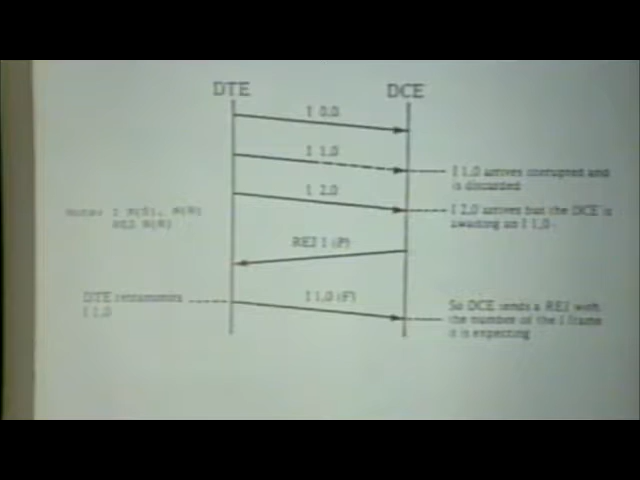 DTE DCE
I 0,0
I 1,0
I 1,0 arrives corrupted and
is discarded
I 2,0
I 2,0 arrives but the DCE is
awaiting an I 1,0
Notes: I N(S), N(R)
REJ N(R)
REJ 1 (P)
DTE retransmits
I 1,0
I 1,0 (F)
So DCE sends a REJ with
the number of the I frame
it is expecting